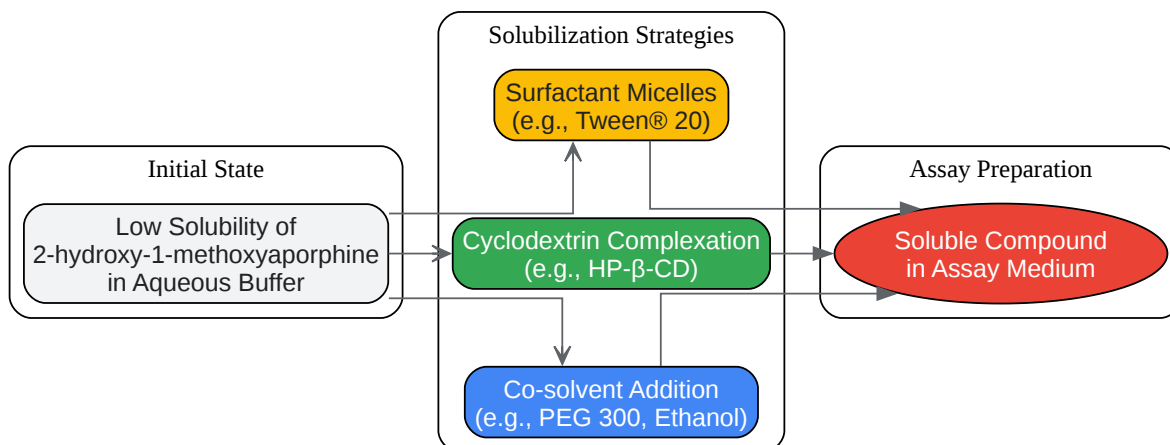 Initial State
Low Solubility of
2-hydroxy-1-methoxyaporphine
in Aqueous Buffer
Solubilization Strategies
Surfactant Micelles
(e.g., Tween® 20)
Cyclodextrin Complexation
(e.g., HP-β-CD)
Co-solvent Addition
(e.g., PEG 300, Ethanol)
Assay Preparation
Soluble Compound
in Assay Medium